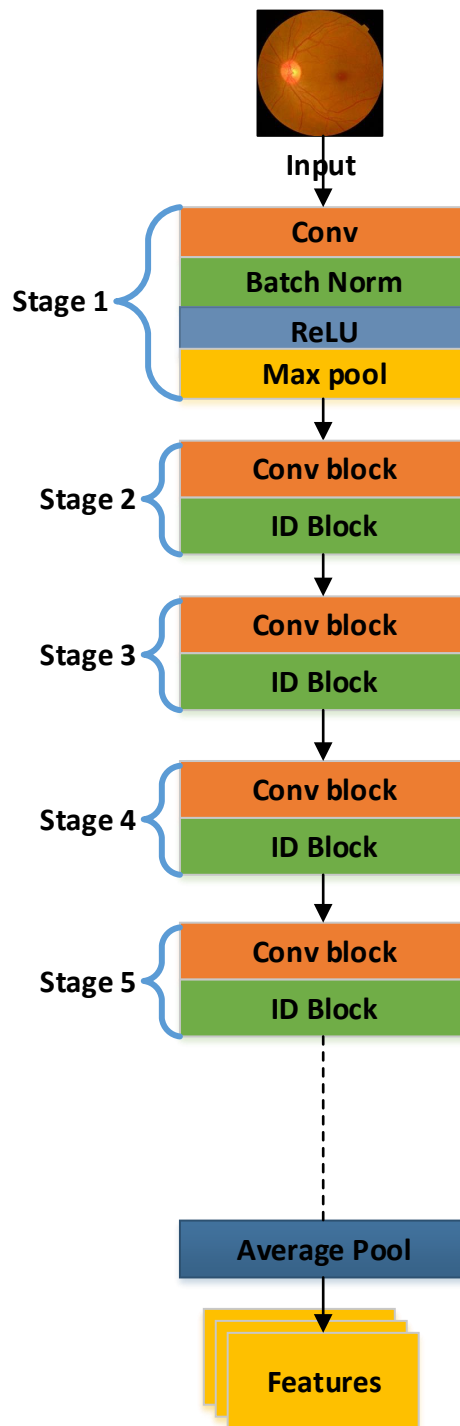 Input
Stage 1
Conv
Batch Norm
ReLU
Max pool
Stage 2
Conv block
ID Block
Stage 3
Conv block
ID Block
Stage 4
Conv block
ID Block
Stage 5
Conv block
ID Block
Average Pool
Features